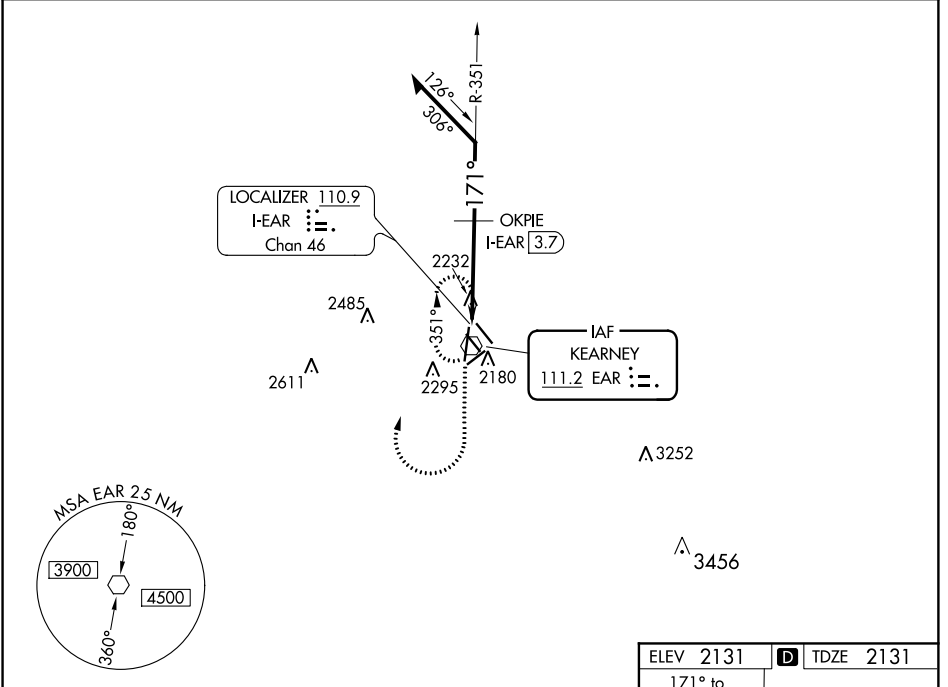 R-351
126°
306°
171°
LOCALIZER 110.9
I-EAR
Chan 46
OKPIE
I-EAR 3.7
2232
2485
351°
IAF
KEARNEY
111.2 EAR
2611
2295
2180
3252
MSA EAR 25 NM
180°
3900
4500
360°
3456
ELEV 2131 D TDZE 2131
171° to